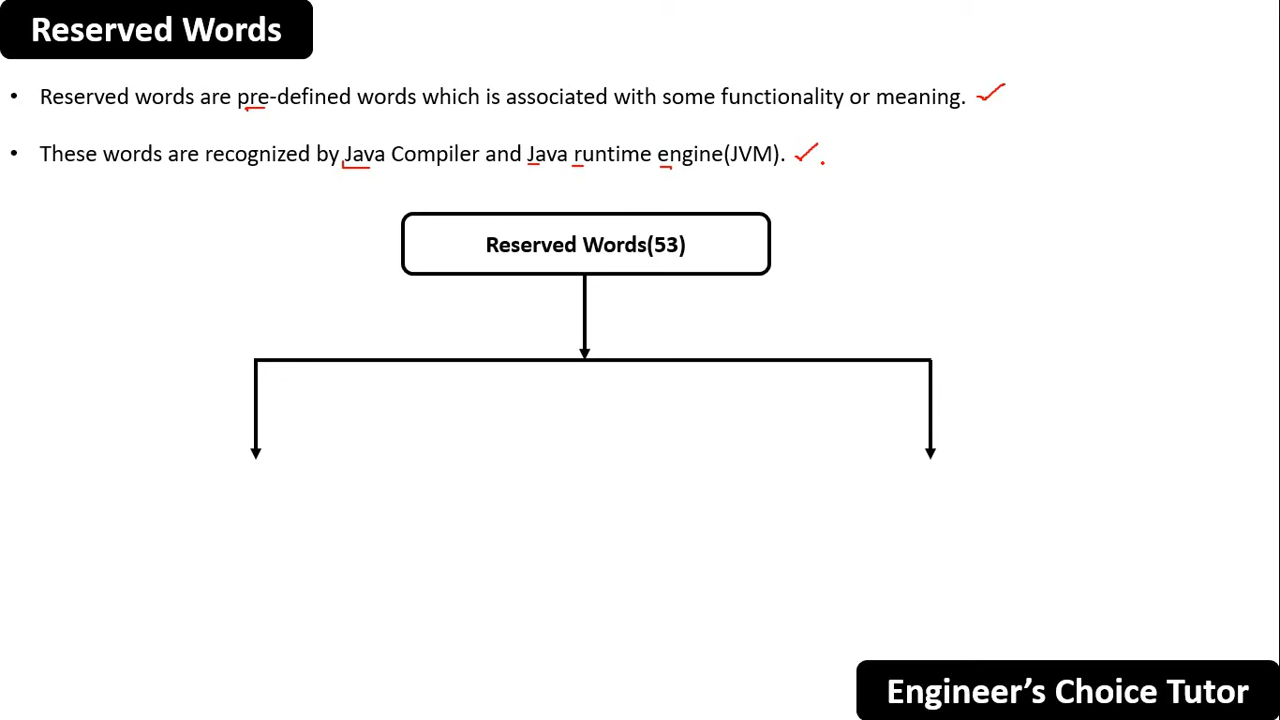 Reserved Words
• Reserved words are pre-defined words which is associated with some functionality or meaning.
• These words are recognized by Java Compiler and Java runtime engine(JVM).
Reserved Words(53)
Engineer’s Choice Tutor